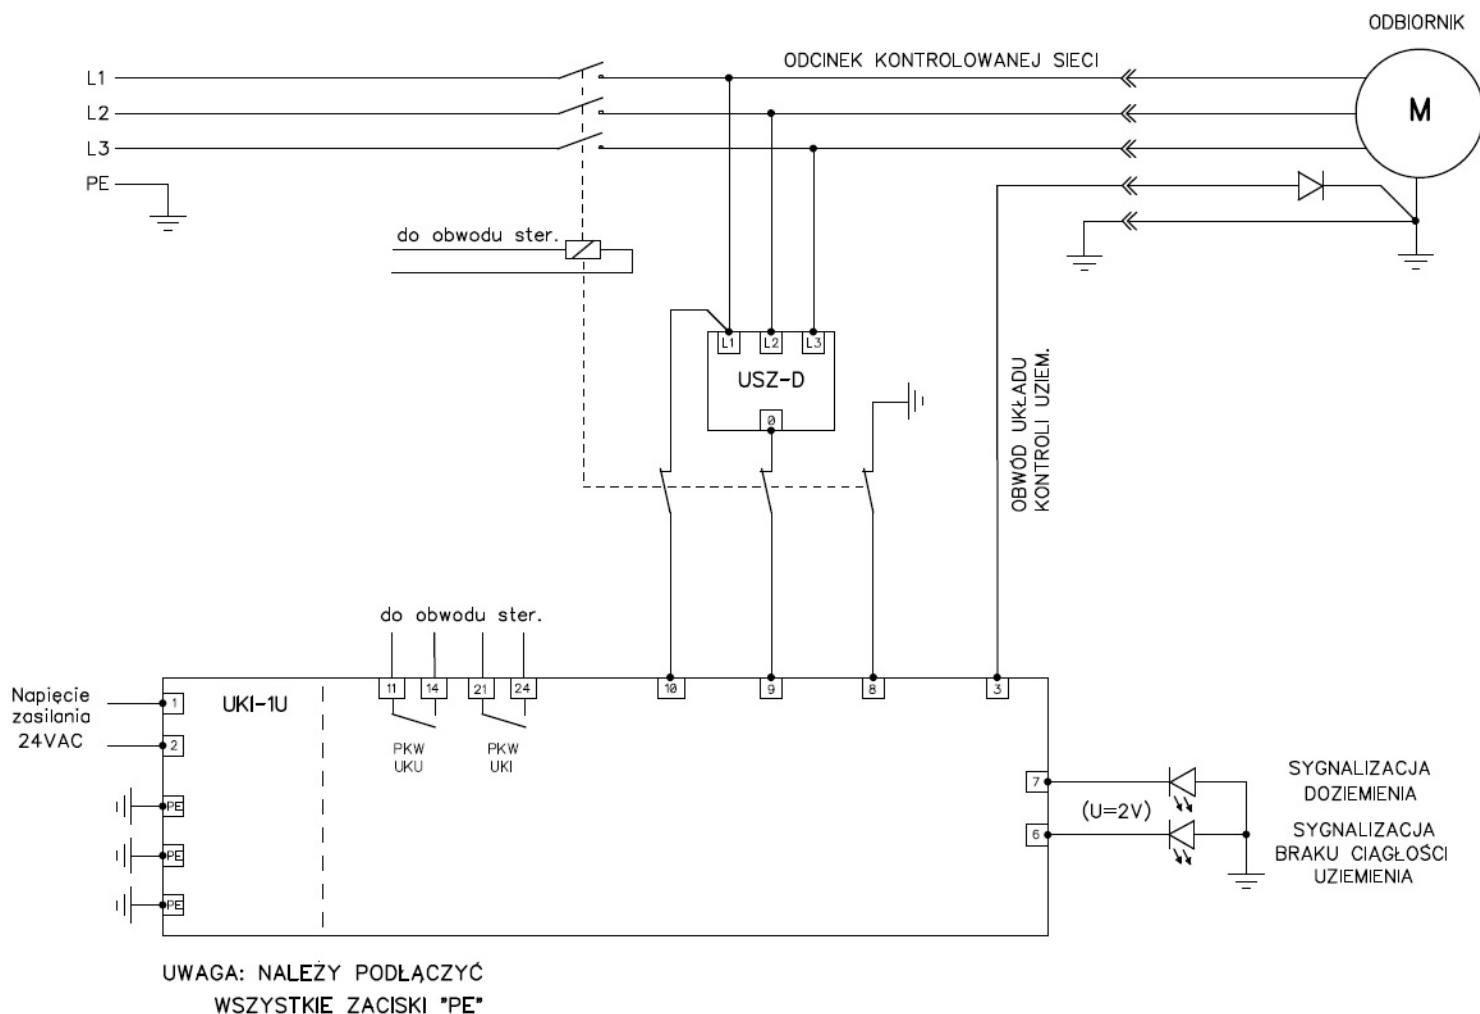 ODBIORNIK
ODCINEK KONTROLOWANEJ SIECI
L1
L2
L3
PE
M
do obwodu ster.
L1 L2 L3
USZ-D
0
OBWÓD UKŁADU
KONTROLI UZIEM.
do obwodu ster.
11 14 21 24 10 9 8 3
Napięcie
zasilania
24VAC
1
2
UKI-1U
PKW
UKU
PKW
UKI
PE
PE
PE
7
6
(U=2V)
SYGNALIZACJA
DOZIEMIENIA
SYGNALIZACJA
BRAKU CIĄGŁOŚCI
UZIEMIENIA
UWAGA: NALEŻY PODŁĄCZYĆ
WSZYSTKIE ZACISKI "PE"